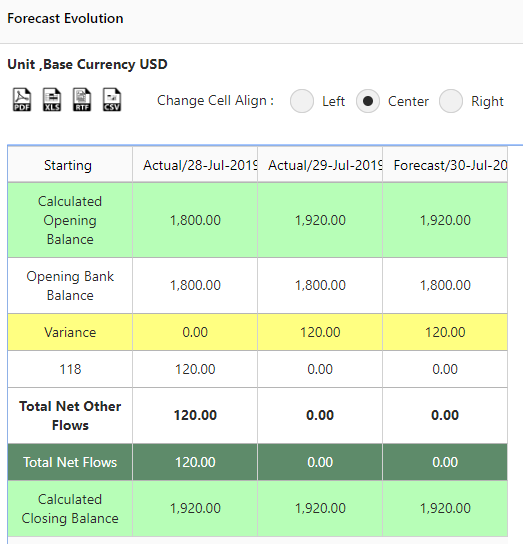 Forecast Evolution
Unit ,Base Currency USD
PDF XLS RTF CSV Change Cell Align : Left Center Right
Starting Actual/28-Jul-2019 Actual/29-Jul-2019 Forecast/30-Jul-20
Calculated
Opening
Balance 1,800.00 1,920.00 1,920.00
Opening Bank
Balance 1,800.00 1,800.00 1,800.00
Variance 0.00 120.00 120.00
118 120.00 0.00 0.00
Total Net Other
Flows 120.00 0.00 0.00
Total Net Flows 120.00 0.00 0.00
Calculated
Closing Balance 1,920.00 1,920.00 1,920.00